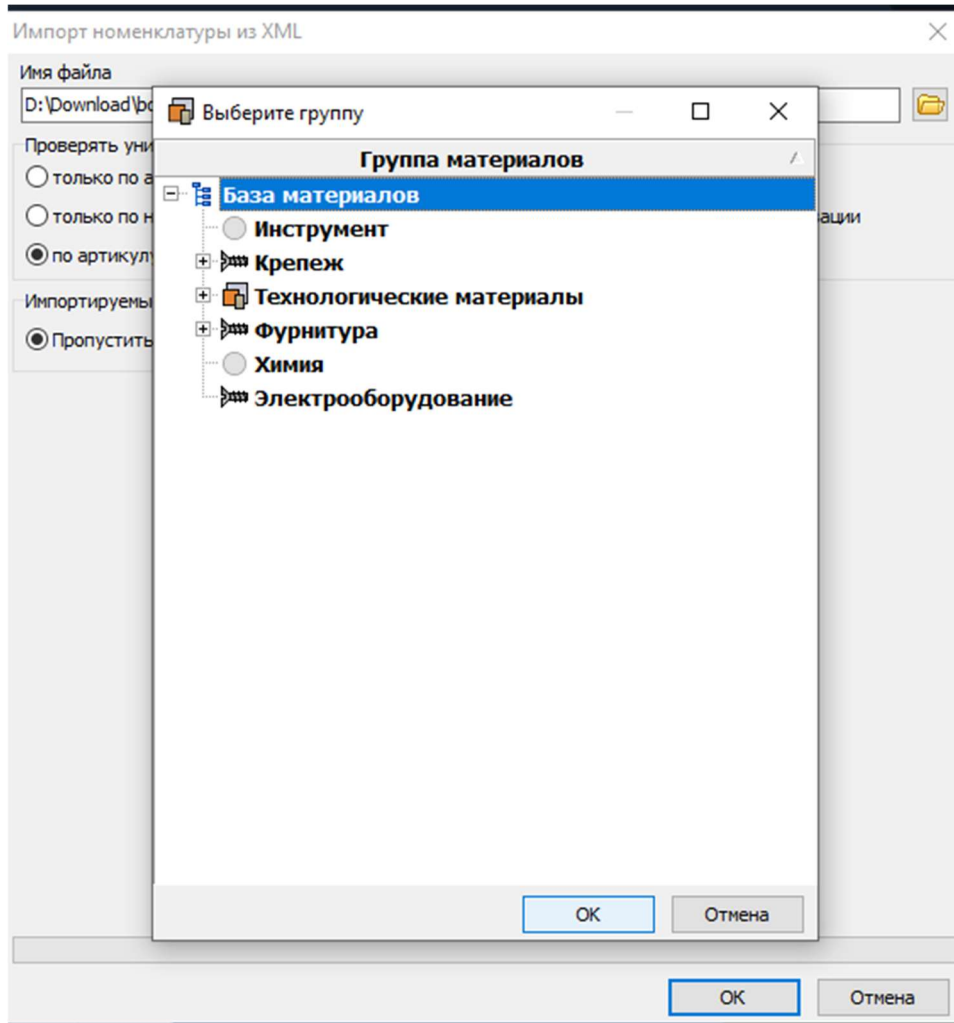 Импорт номенклатуры из XML
Имя файла
D:\Download\bo
Выберите группу
Проверять уни
Группа материалов
только по а
База материалов
только по н
ации
Инструмент
по артикул
Крепеж
Импортируемы
Технологические материалы
Пропустить
Фурнитура
Химия
Электрооборудование
OK
Отмена
OK
Отмена